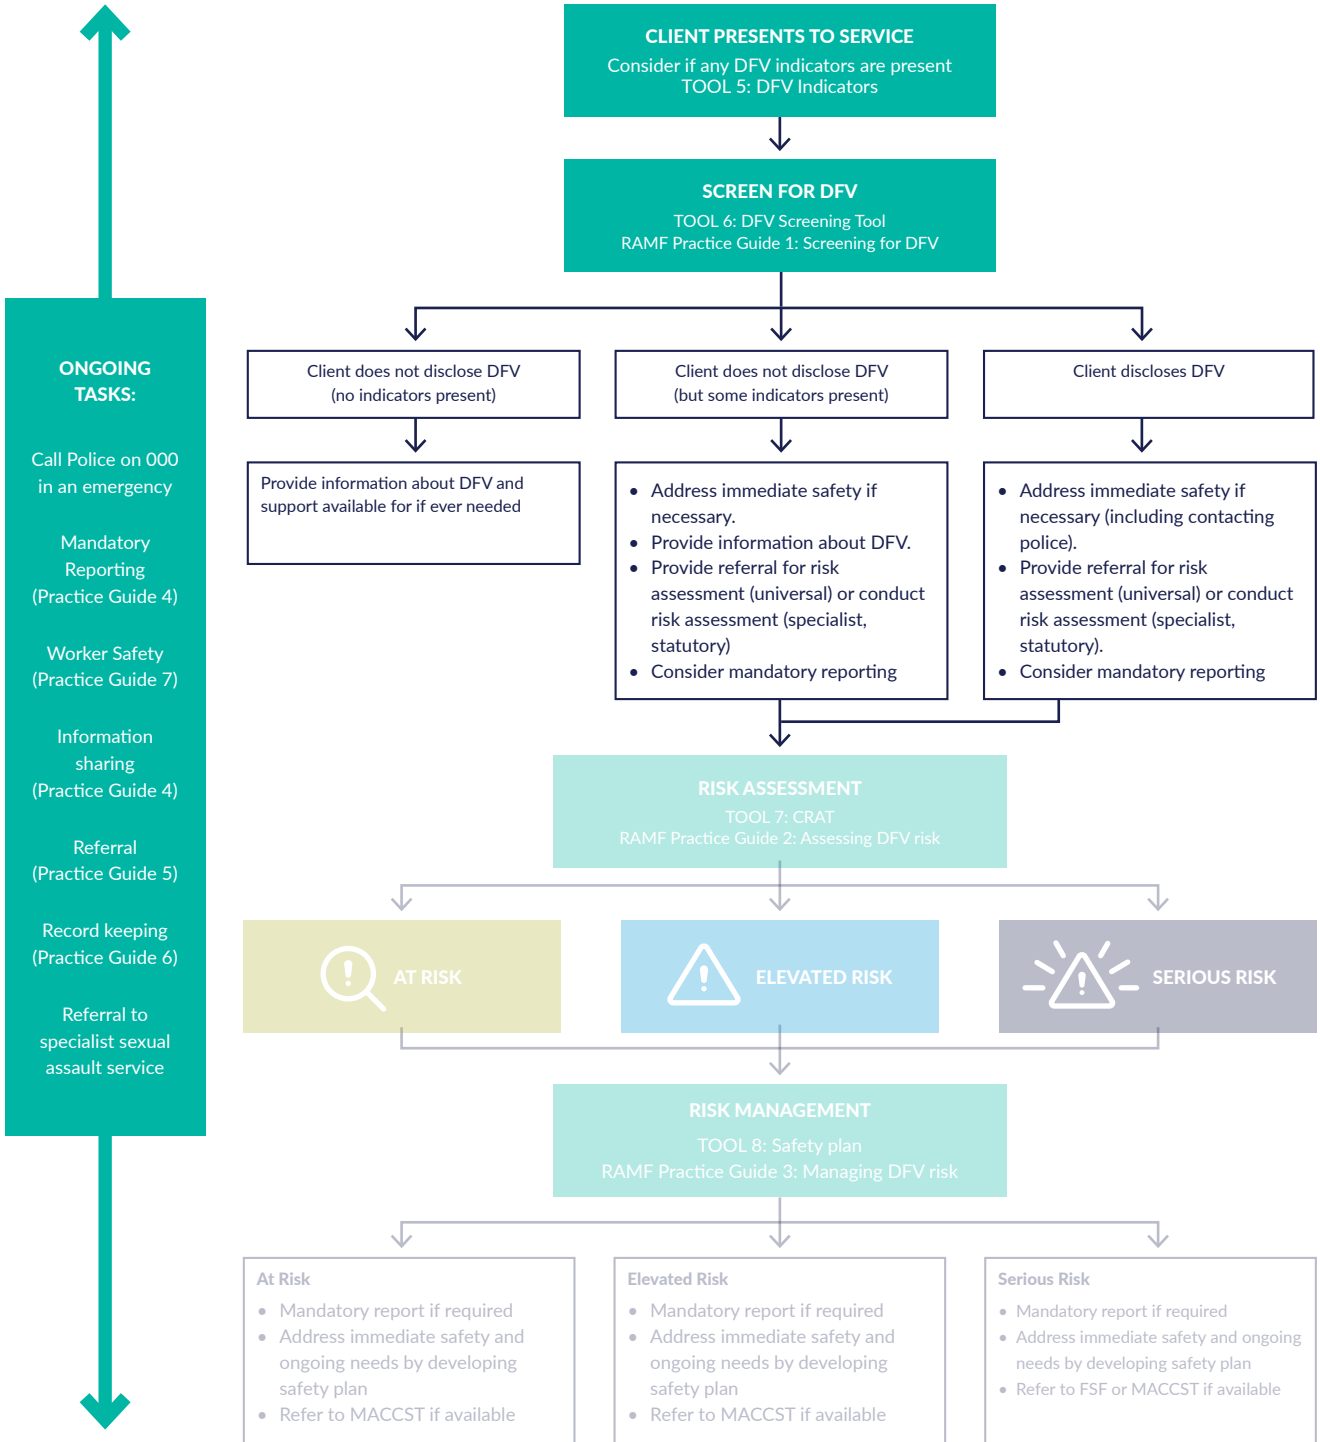 CLIENT PRESENTS TO SERVICE
Consider if any DFV indicators are present
TOOL 5: DFV Indicators
SCREEN FOR DFV
TOOL 6: DFV Screening Tool
RAMF Practice Guide 1: Screening for DFV
ONGOING
TASKS:
Call Police on 000
in an emergency
Mandatory
Reporting
(Practice Guide 4)
Worker Safety
(Practice Guide 7)
Information
sharing
(Practice Guide 4)
Referral
(Practice Guide 5)
Record keeping
(Practice Guide 6)
Referral to
specialist sexual
assault service
Client does not disclose DFV
(no indicators present)
Client does not disclose DFV
(but some indicators present)
Client discloses DFV
Provide information about DFV and
support available for if ever needed
• Address immediate safety if
necessary.
• Provide information about DFV.
• Provide referral for risk
assessment (universal) or conduct
risk assessment (specialist,
statutory)
• Consider mandatory reporting
• Address immediate safety if
necessary (including contacting
police).
• Provide referral for risk
assessment (universal) or conduct
risk assessment (specialist,
statutory).
• Consider mandatory reporting
RISK ASSESSMENT
TOOL 7: CRAT
RAMF Practice Guide 2: Assessing DFV risk
AT RISK
ELEVATED RISK
SERIOUS RISK
RISK MANAGEMENT
TOOL 8: Safety plan
RAMF Practice Guide 3: Managing DFV risk
At Risk
• Mandatory report if required
• Address immediate safety and
ongoing needs by developing
safety plan
• Refer to MACCST if available
Elevated Risk
• Mandatory report if required
• Address immediate safety and
ongoing needs by developing
safety plan
• Refer to MACCST if available
Serious Risk
• Mandatory report if required
• Address immediate safety and ongoing
needs by developing safety plan
• Refer to FSF or MACCST if available